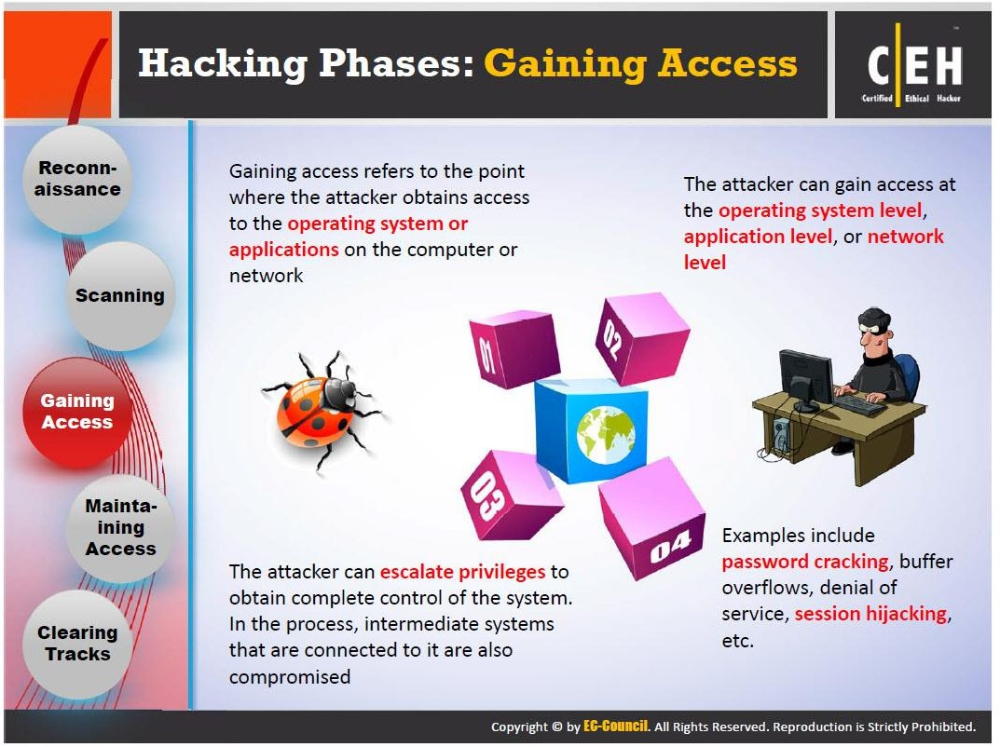 Hacking Phases: Gaining Access
C|EH
Certified Ethical Hacker
Reconn-
aissance
Scanning
Gaining
Access
Mainta-
ining
Access
Clearing
Tracks
Gaining access refers to the point
where the attacker obtains access
to the operating system or
applications on the computer or
network
The attacker can gain access at
the operating system level,
application level, or network
level
01
02
03
04
The attacker can escalate privileges to
obtain complete control of the system.
In the process, intermediate systems
that are connected to it are also
compromised
Examples include
password cracking, buffer
overflows, denial of
service, session hijacking,
etc.
Copyright © by EC-Council. All Rights Reserved. Reproduction is Strictly Prohibited.